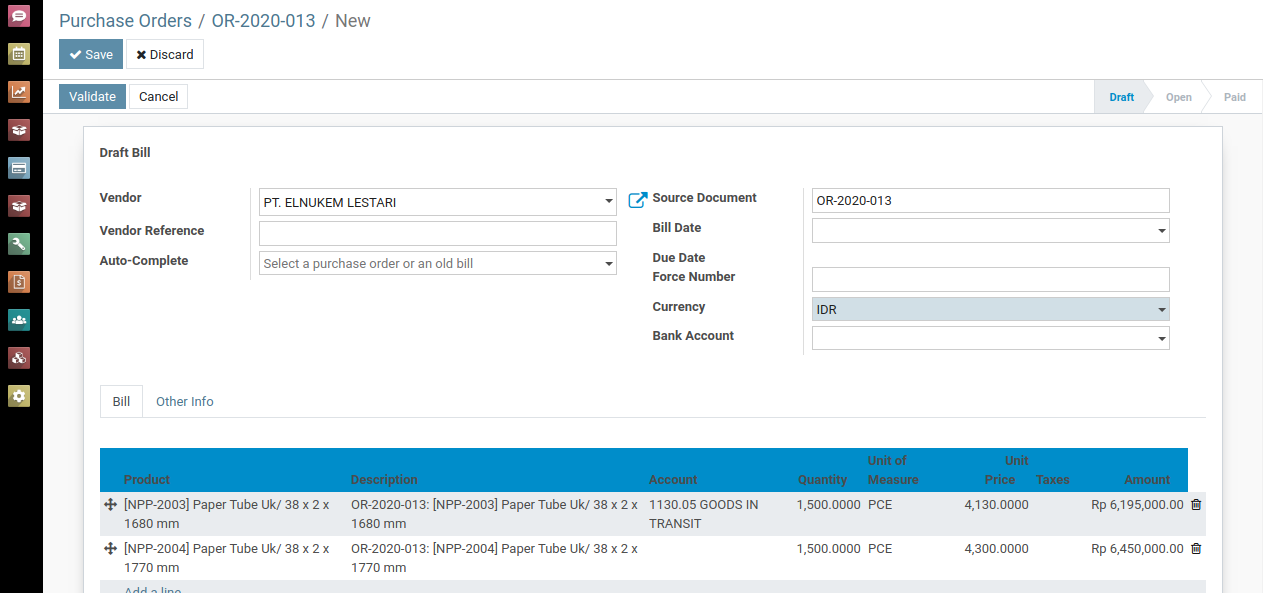 Purchase Orders / OR-2020-013 / New
Save Discard
Validate Cancel Draft Open Paid
Draft Bill
Vendor PT. ELNUKEM LESTARI Source Document OR-2020-013
Vendor Reference Bill Date
Auto-Complete Select a purchase order or an old bill Due Date
Force Number
Currency IDR
Bank Account
Bill Other Info
Unit of Unit
Product Description Account Quantity Measure Price Taxes Amount
[NPP-2003] Paper Tube Uk/ 38 x 2 x OR-2020-013: [NPP-2003] Paper Tube Uk/ 38 x 2 x 1130.05 GOODS IN 1,500.0000 PCE 4,130.0000 Rp 6,195,000.00
1680 mm 1680 mm TRANSIT
[NPP-2004] Paper Tube Uk/ 38 x 2 x OR-2020-013: [NPP-2004] Paper Tube Uk/ 38 x 2 x 1,500.0000 PCE 4,300.0000 Rp 6,450,000.00
1770 mm 1770 mm
Add a line